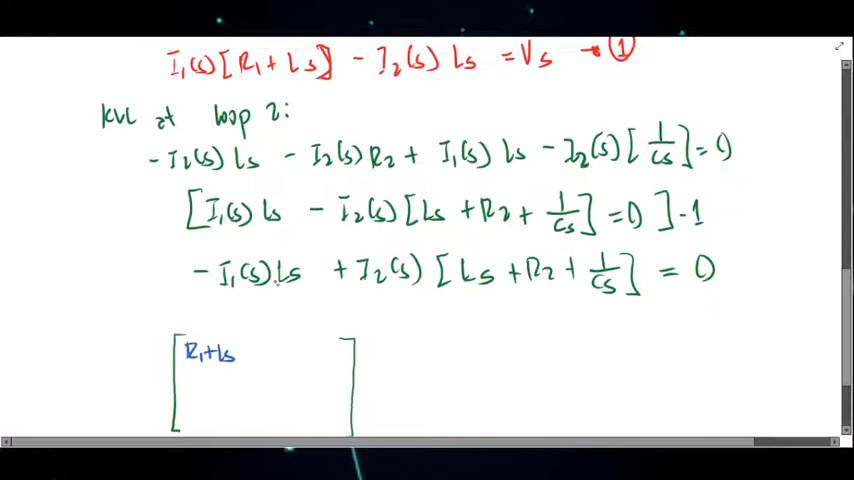 I₁(s)[R₁+Ls] - I₂(s) Ls = Vs → ①
KVL at loop 2:
-I₂(s) Ls - I₂(s)R₂ + I₁(s) Ls - I₂(s)[1/Cs]=0
[I₁(s) Ls - I₂(s)[Ls +R₂ + 1/Cs]=0] -1
- I₁(s) Ls + I₂(s) [Ls +R₂ + 1/Cs] = 0
[R₁+Ls ]